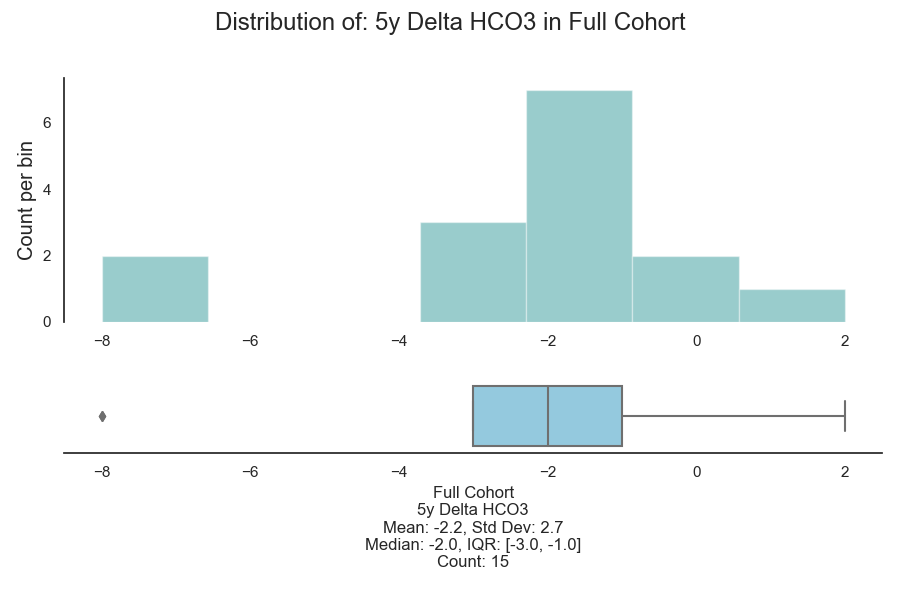 Distribution of: 5y Delta HCO3 in Full Cohort
Count per bin
6
4
2
0
−8 −6 −4 −2 0 2
−8 −6 −4 −2 0 2
Full Cohort
5y Delta HCO3
Mean: -2.2, Std Dev: 2.7
Median: -2.0, IQR: [-3.0, -1.0]
Count: 15